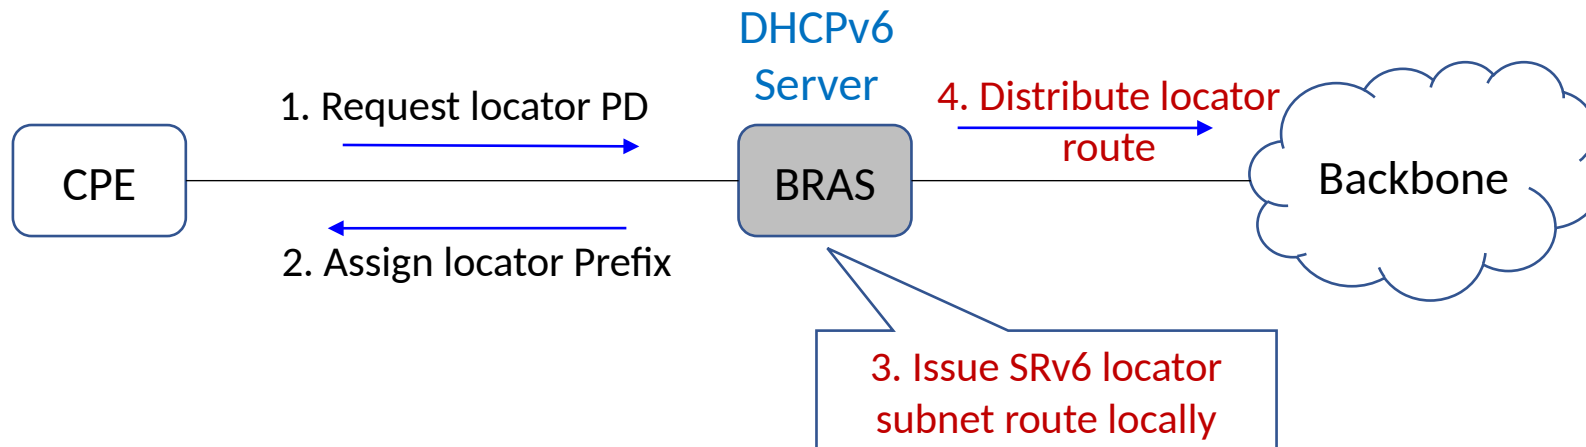 DHCPv6
Server
1. Request locator PD
4. Distribute locator
route
CPE
BRAS
Backbone
2. Assign locator Prefix
3. Issue SRv6 locator
subnet route locally